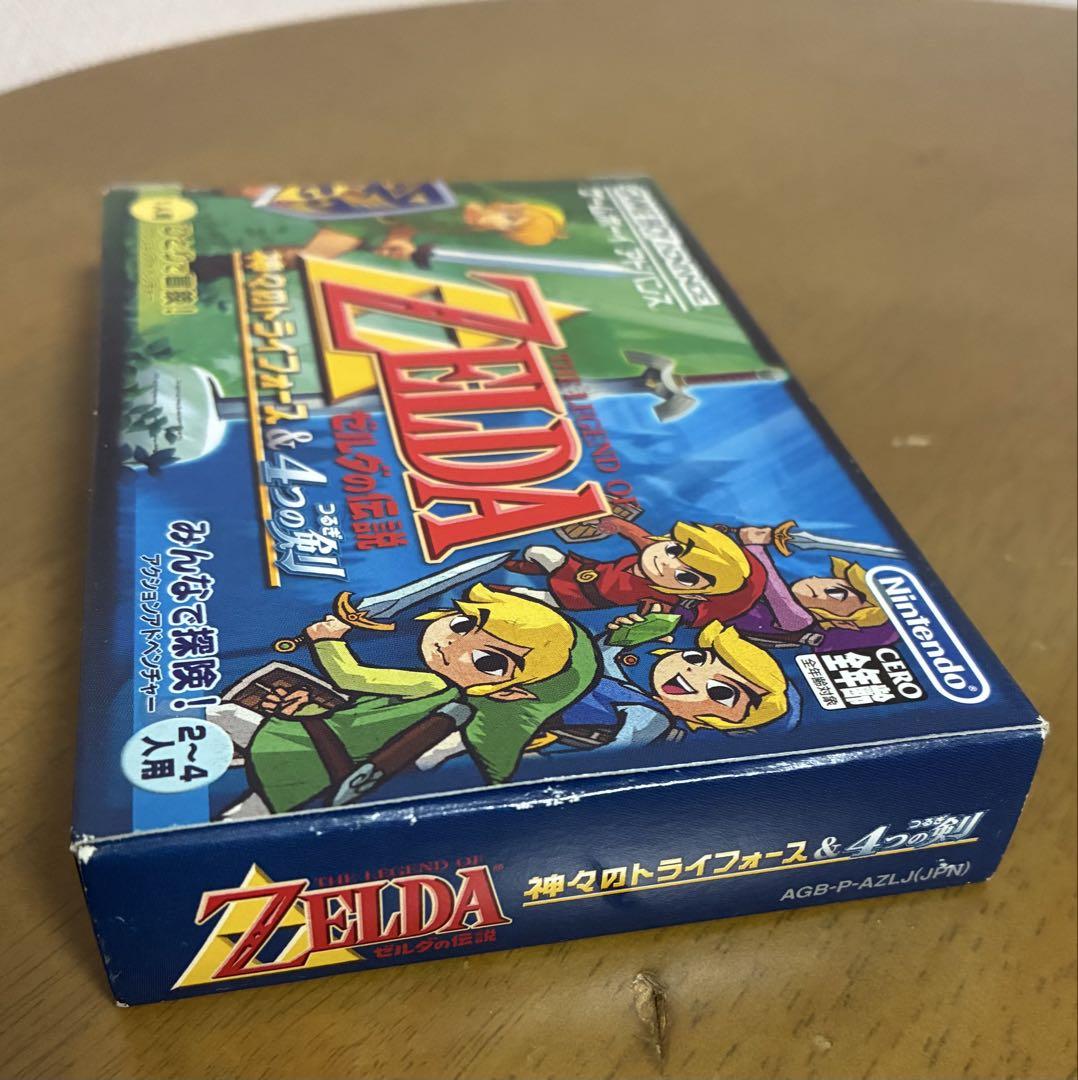 GAME BOY ADVANCE
ゲームボーイアドバンス
THE LEGEND OF
ZELDA
ゼルダの伝説
神々のトライフォース&4つの剣
つるぎ
1人用
ひとりで冒険!
みんなで探険!
アクションアドベンチャー
2~4
人用
Nintendo®
CERO
全年齢
全年齢対象
THE LEGEND OF
ZELDA®
ゼルダの伝説
神々のトライフォース&4つの剣
つるぎ
AGB-P-AZLJ(JPN)